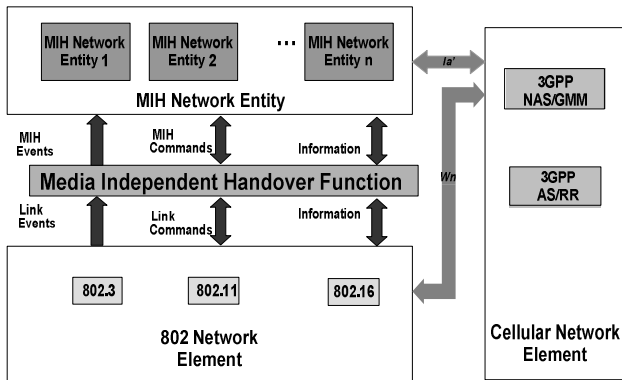 MIH Network
Entity 1
MIH Network
Entity 2
...
MIH Network
Entity n
MIH Network Entity
Ia'
3GPP
NAS/GMM
MIH
Events
MIH
Commands
Information
Wn
Media Independent Handover Function
3GPP
AS/RR
Link
Events
Link
Commands
Information
802.3
802.11
802.16
802 Network
Element
Cellular Network
Element